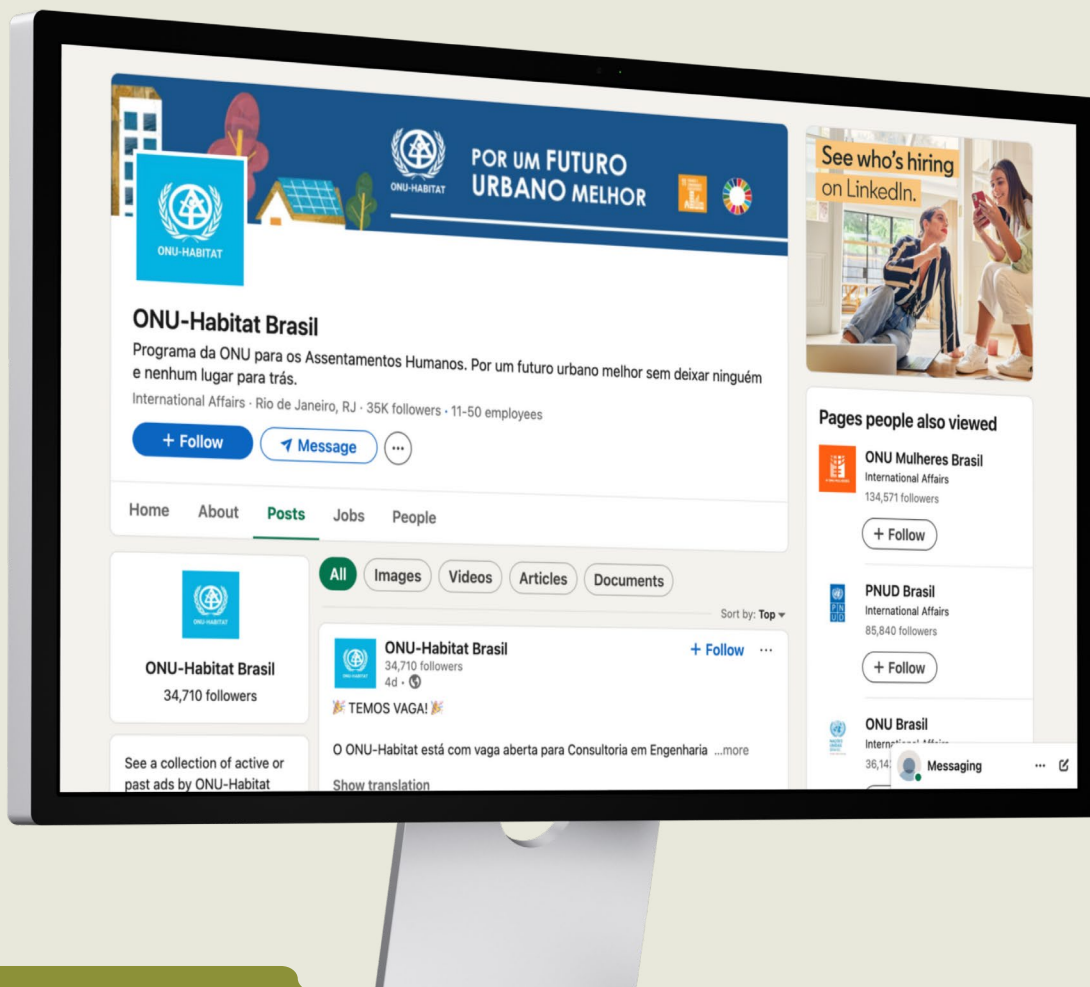 ONU-HABITAT
POR UM FUTURO
URBANO MELHOR
ONU-HABITAT
ONU-Habitat Brasil
Programa da ONU para os Assentamentos Humanos. Por um futuro urbano melhor sem deixar ninguém
e nenhum lugar para trás.
International Affairs · Rio de Janeiro, RJ · 35K followers · 11-50 employees
+ Follow
Message
Home
About
Posts
Jobs
People
ONU-HABITAT
ONU-Habitat Brasil
34,710 followers
See a collection of active or
past ads by ONU-Habitat
All
Images
Videos
Articles
Documents
Sort by: Top
ONU-Habitat Brasil
34,710 followers
4d ·
+ Follow
TEMOS VAGA!
O ONU-Habitat está com vaga aberta para Consultoria em Engenharia ...more
Show translation
See who's hiring
on LinkedIn.
Pages people also viewed
ONU Mulheres Brasil
International Affairs
134,571 followers
+ Follow
PNUD Brasil
International Affairs
85,840 followers
+ Follow
ONU Brasil
Messaging